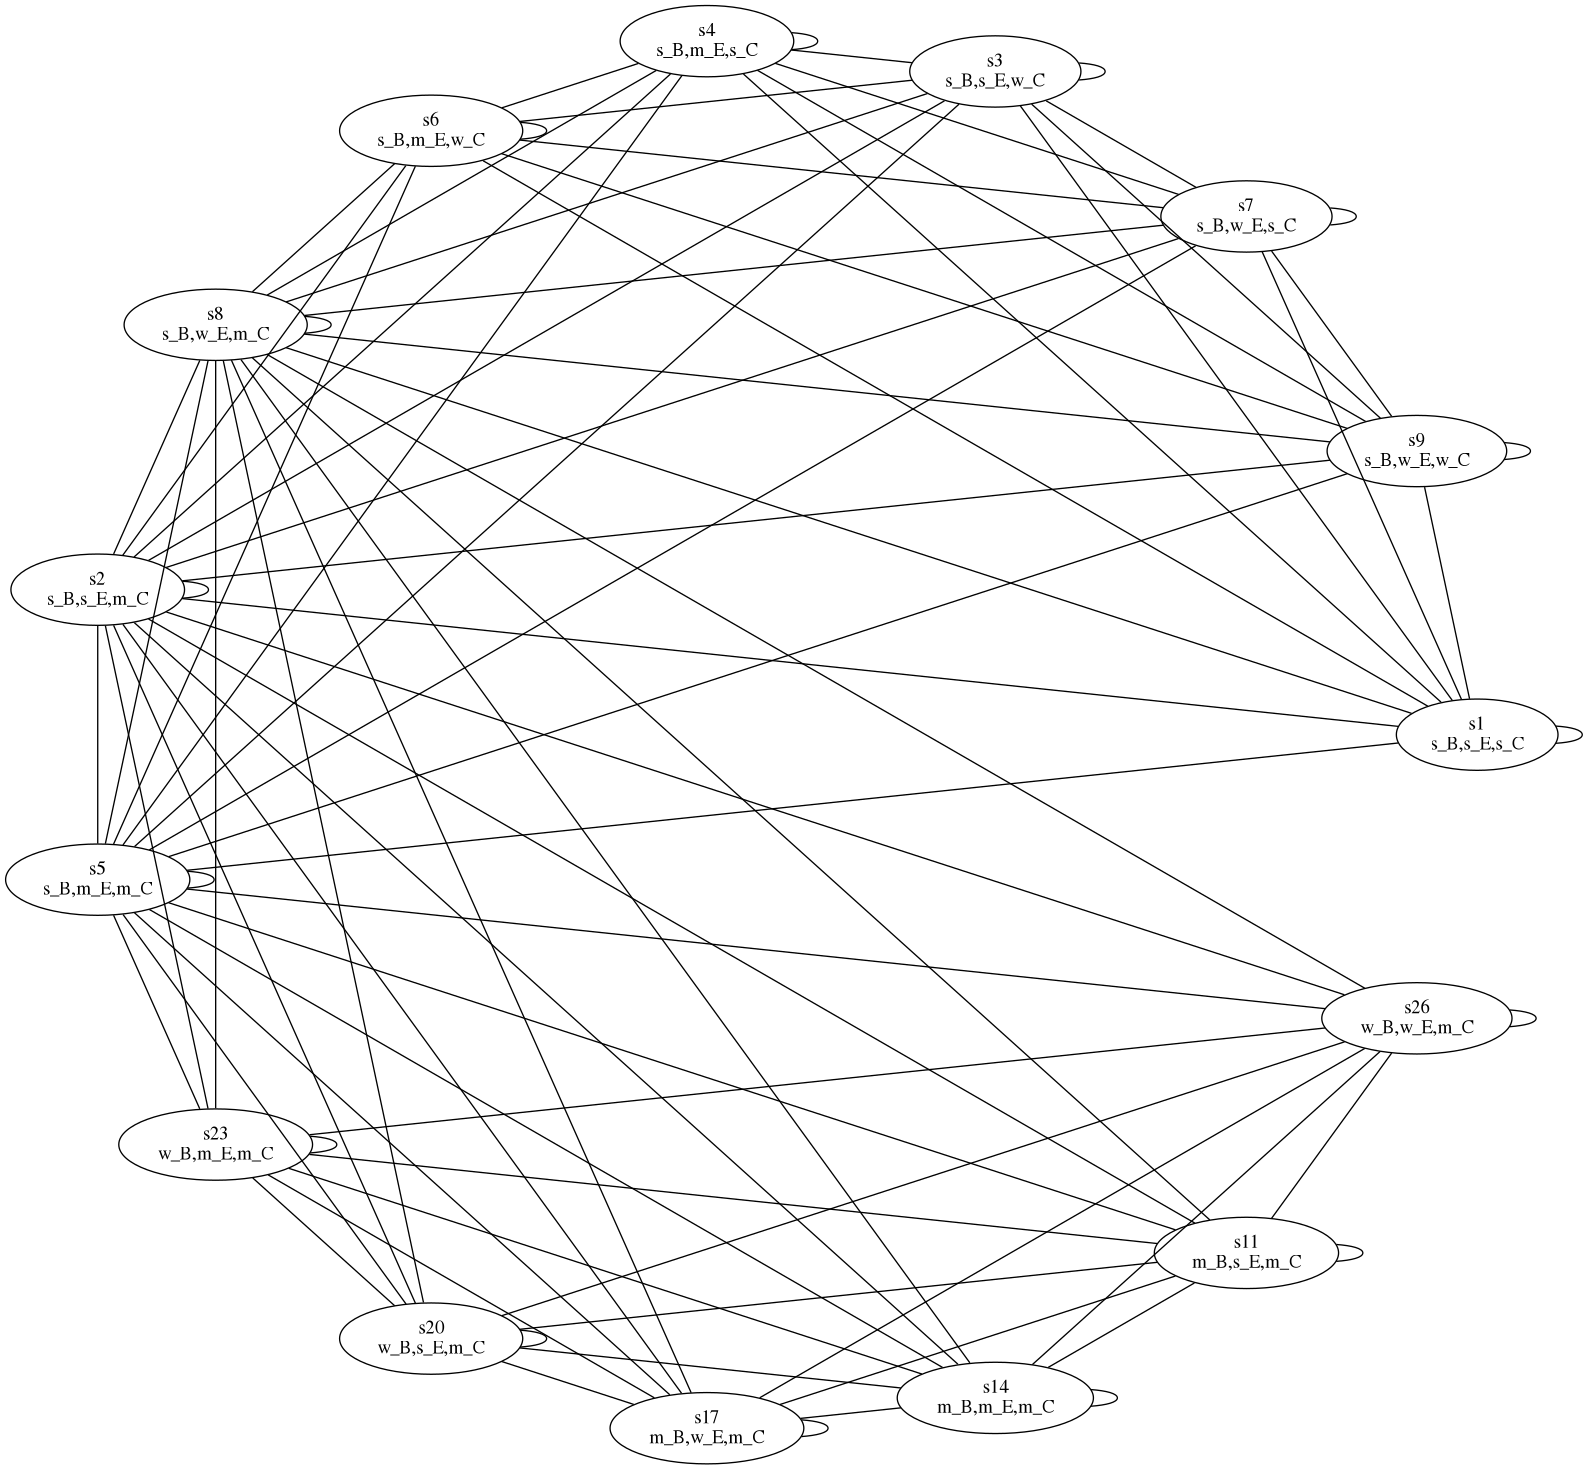 s4
s_B,m_E,s_C
s3
s_B,s_E,w_C
s6
s_B,m_E,w_C
s7
s_B,w_E,s_C
s8
s_B,w_E,m_C
s9
s_B,w_E,w_C
s2
s_B,s_E,m_C
s1
s_B,s_E,s_C
s5
s_B,m_E,m_C
s26
w_B,w_E,m_C
s23
w_B,m_E,m_C
s11
m_B,s_E,m_C
s20
w_B,s_E,m_C
s14
m_B,m_E,m_C
s17
m_B,w_E,m_C